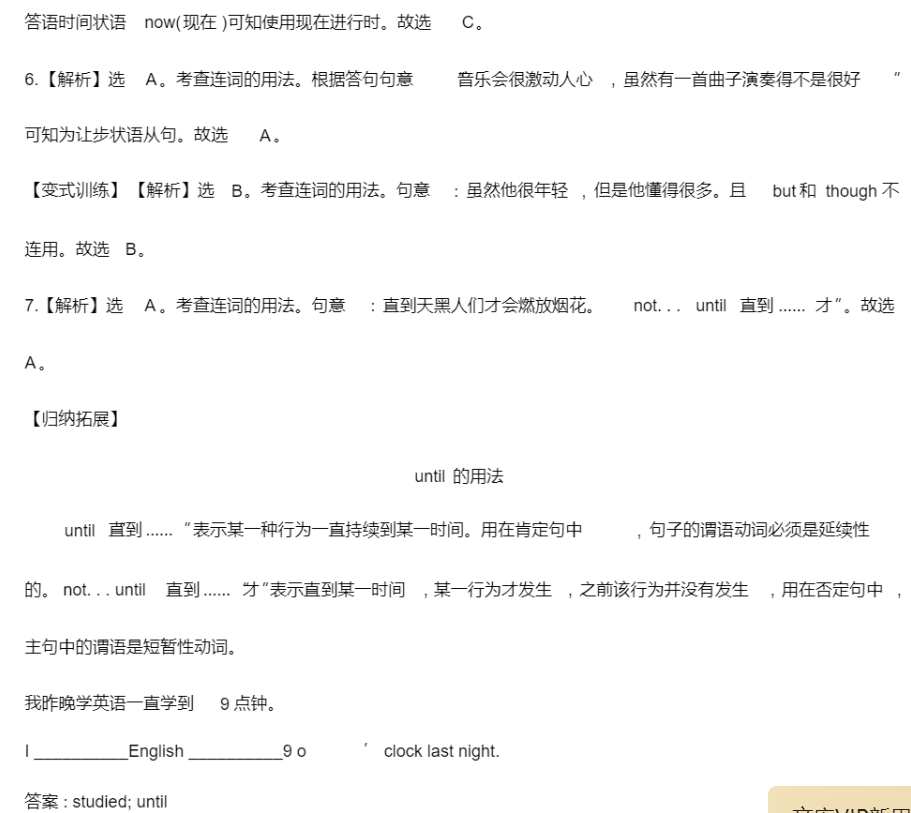 答语时间状语 now(现在 )可知使用现在进行时。故选 C。
6.【解析】选 A。考查连词的用法。根据答句句意 音乐会很激动人心 ,虽然有一首曲子演奏得不是很好 ”
可知为让步状语从句。故选 A。
【变式训练】【解析】选 B。考查连词的用法。句意 :虽然他很年轻 ,但是他懂得很多。且 but 和 though 不
连用。故选 B。
7.【解析】选 A。考查连词的用法。句意 :直到天黑人们才会燃放烟花。 not. . . until 直到 ...... 才”。故选
A。
【归纳拓展】
until 的用法
until 直到 ...... “表示某一种行为一直持续到某一时间。用在肯定句中 ,句子的谓语动词必须是延续性
的。 not. . . until 直到 ...... 才”表示直到某一时间 ,某一行为才发生 ,之前该行为并没有发生 ,用在否定句中 ,
主句中的谓语是短暂性动词。
我昨晚学英语一直学到 9 点钟。
I __________English __________9 o ′ clock last night.
答案 : studied; until